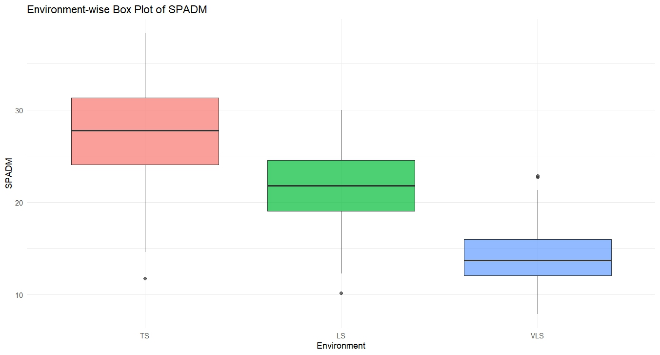 Environment-wise Box Plot of SPADM
SPADM
30
20
10
TS LS VLS
Environment